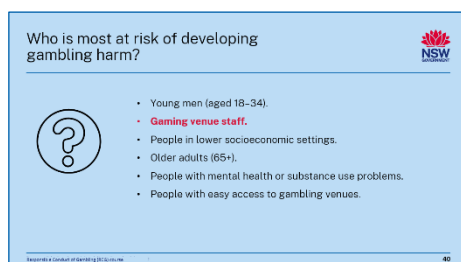 Who is most at risk of developing
gambling harm?
NSW
GOVERNMENT
• Young men (aged 18–34).
• Gaming venue staff.
• People in lower socioeconomic settings.
• Older adults (65+).
• People with mental health or substance use problems.
• People with easy access to gambling venues.
Responsible Conduct of Gambling (RCG) course
40